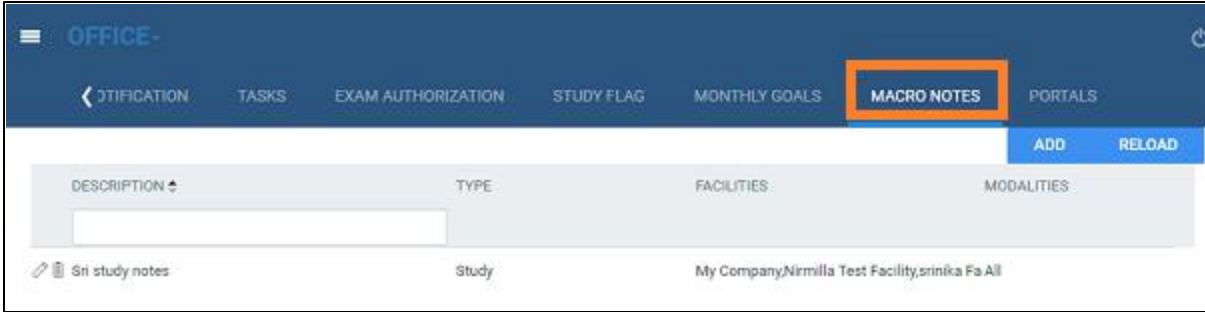 OFFICE-
OTIFICATION TASKS EXAM AUTHORIZATION STUDY FLAG MONTHLY GOALS MACRO NOTES PORTALS
ADD RELOAD
DESCRIPTION TYPE FACILITIES MODALITIES
Sri study notes Study My Company,Nirmilla Test Facility,srinika Fa All